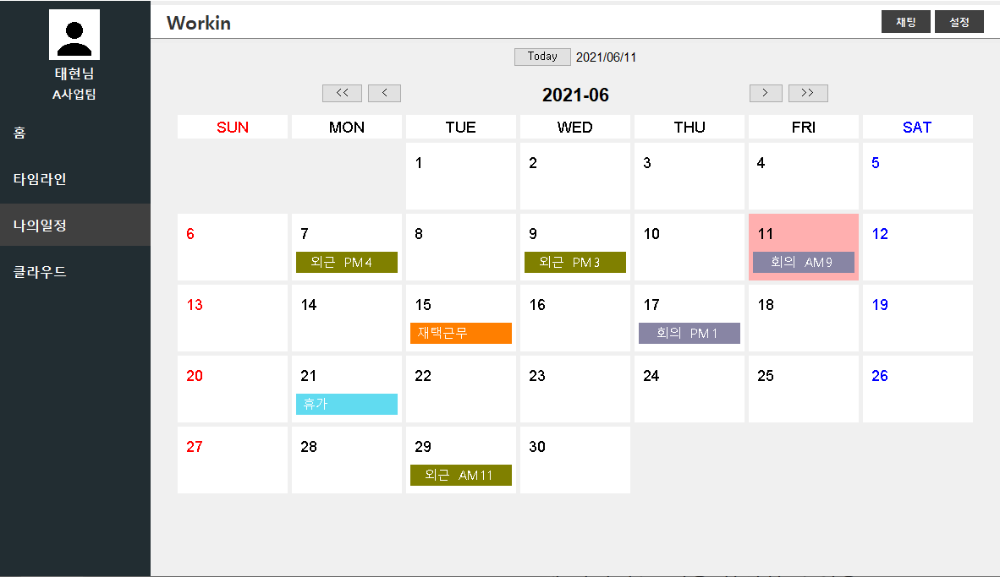 태현님
A사업팀
홈
타임라인
나의일정
클라우드
Workin
채팅 설정
Today 2021/06/11
<< < 2021-06 > >>
SUN MON TUE WED THU FRI SAT
1 2 3 4 5
6 7 8 9 10 11 12
외근 PM4 외근 PM3 회의 AM9
13 14 15 16 17 18 19
재택근무 회의 PM1
20 21 22 23 24 25 26
휴가
27 28 29 30
외근 AM11